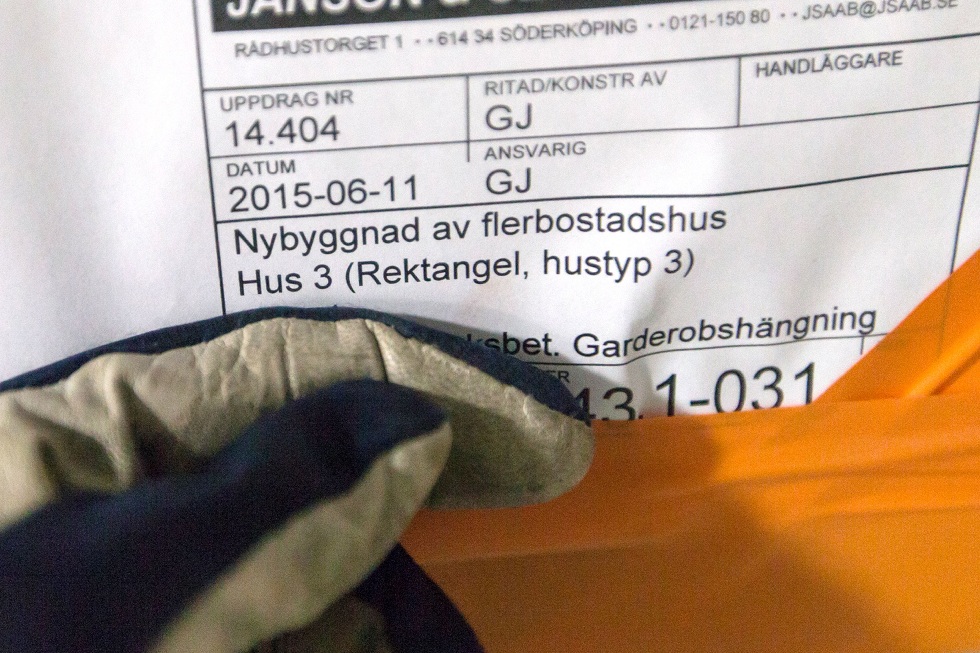 RÅDHUSTORGET 1 · · 614 34 SÖDERKÖPING · · 0121-150 80 · · JSAAB@JSAAB.SE
UPPDRAG NR
14.404
RITAD/KONSTR AV
GJ
HANDLÄGGARE
DATUM
2015-06-11
ANSVARIG
GJ
Nybyggnad av flerbostadshus
Hus 3 (Rektangel, hustyp 3)
Garderobshängning
43.1-031